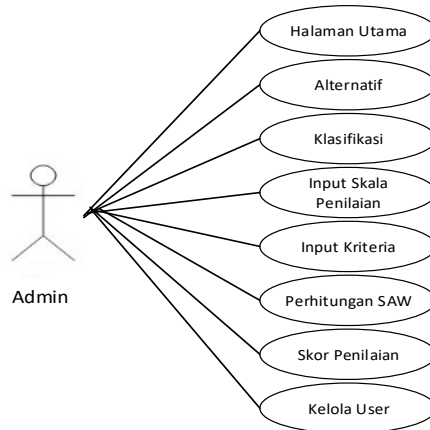 Halaman Utama
Alternatif
Klasifikasi
Input Skala
Penilaian
Input Kriteria
Admin
Perhitungan SAW
Skor Penilaian
Kelola User